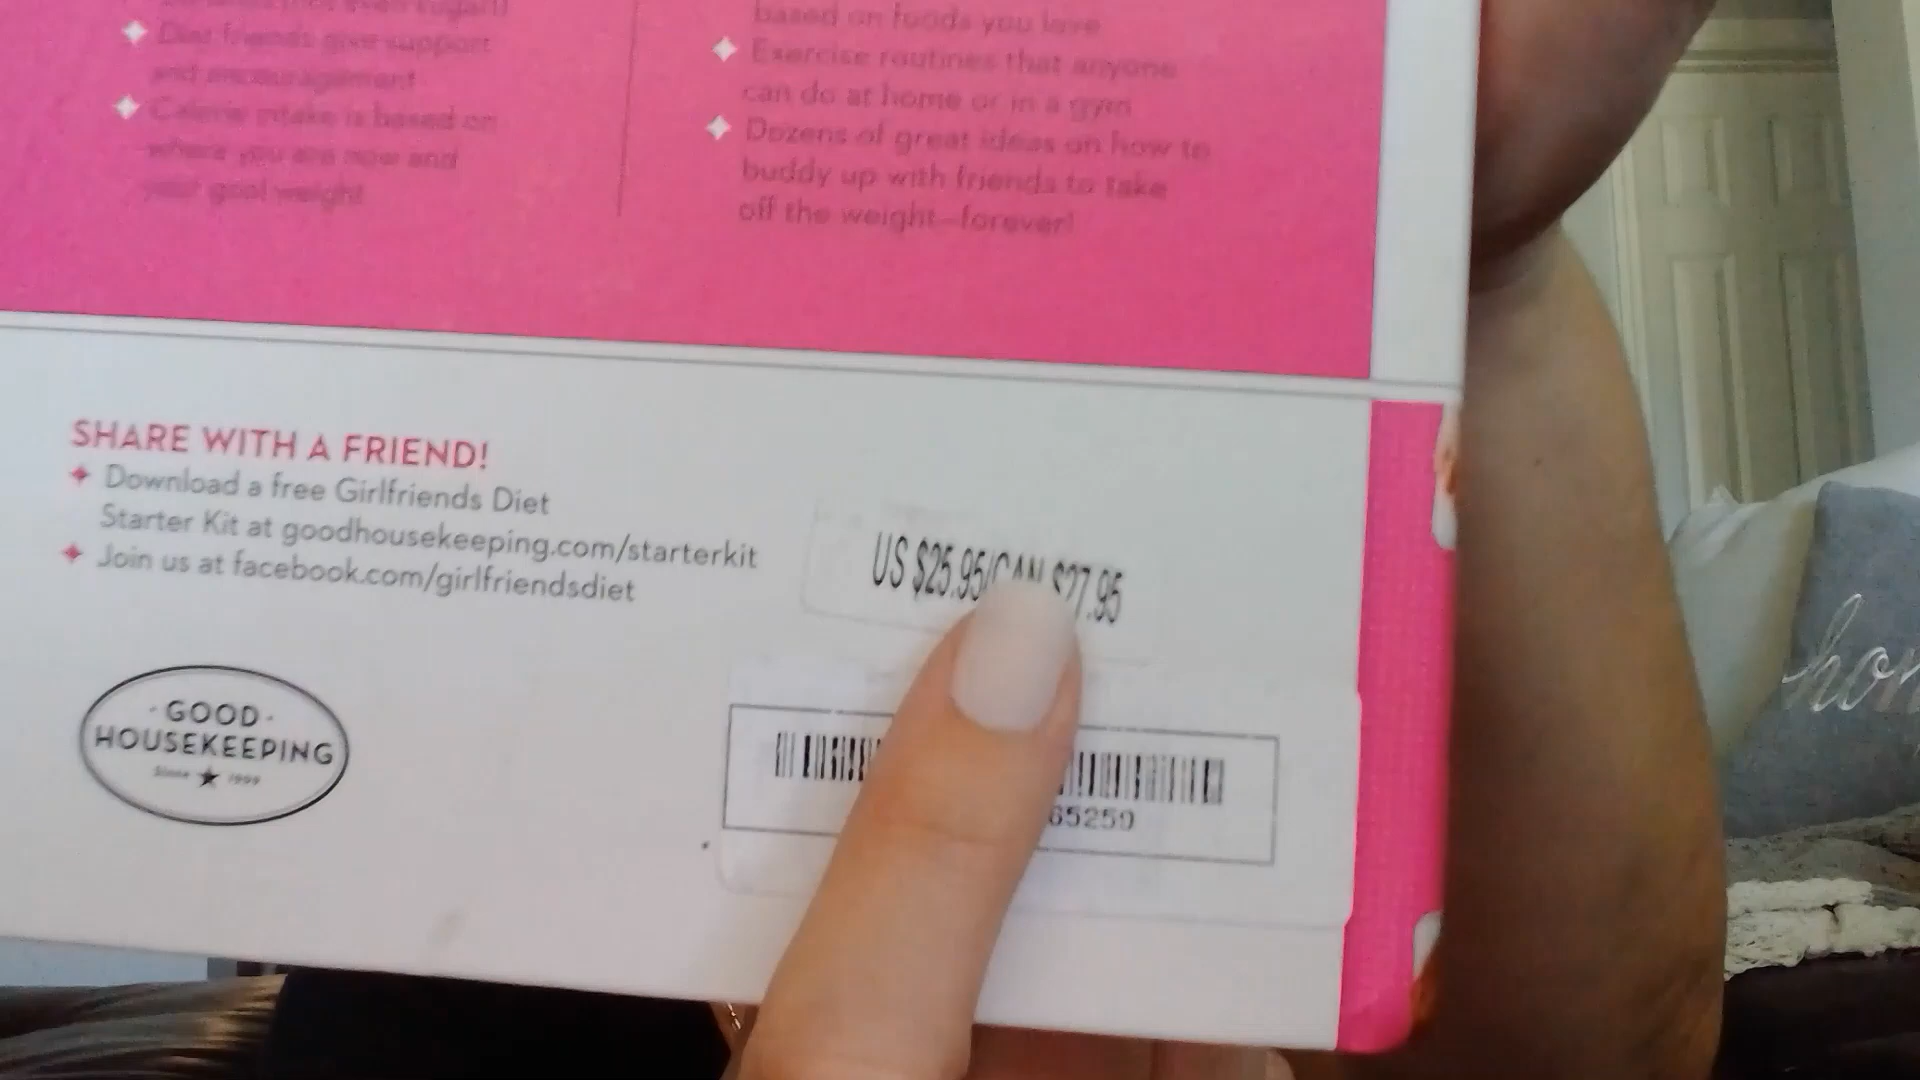 Diet friends give support
and encouragement
Calorie intake is based on
where you are now and
your goal weight
based on foods you love
Exercise routines that anyone
can do at home or in a gym
Dozens of great ideas on how to
buddy up with friends to take
off the weight—forever!
SHARE WITH A FRIEND!
Download a free Girlfriends Diet
Starter Kit at goodhousekeeping.com/starterkit
Join us at facebook.com/girlfriendsdiet
US $25.95/CAN $27.95
· GOOD ·
HOUSEKEEPING
Since ★
65259